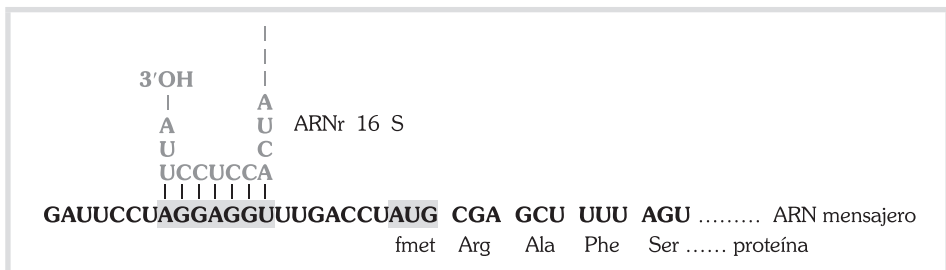 3′OH
A
A
U
ARNr 16 S
U
C
UCCUCCA
GAUUCCUAGGAGGUUUGACCUAUG CGA GCU UUU AGU ......... ARN mensajero
fmet Arg Ala Phe Ser ...... proteína